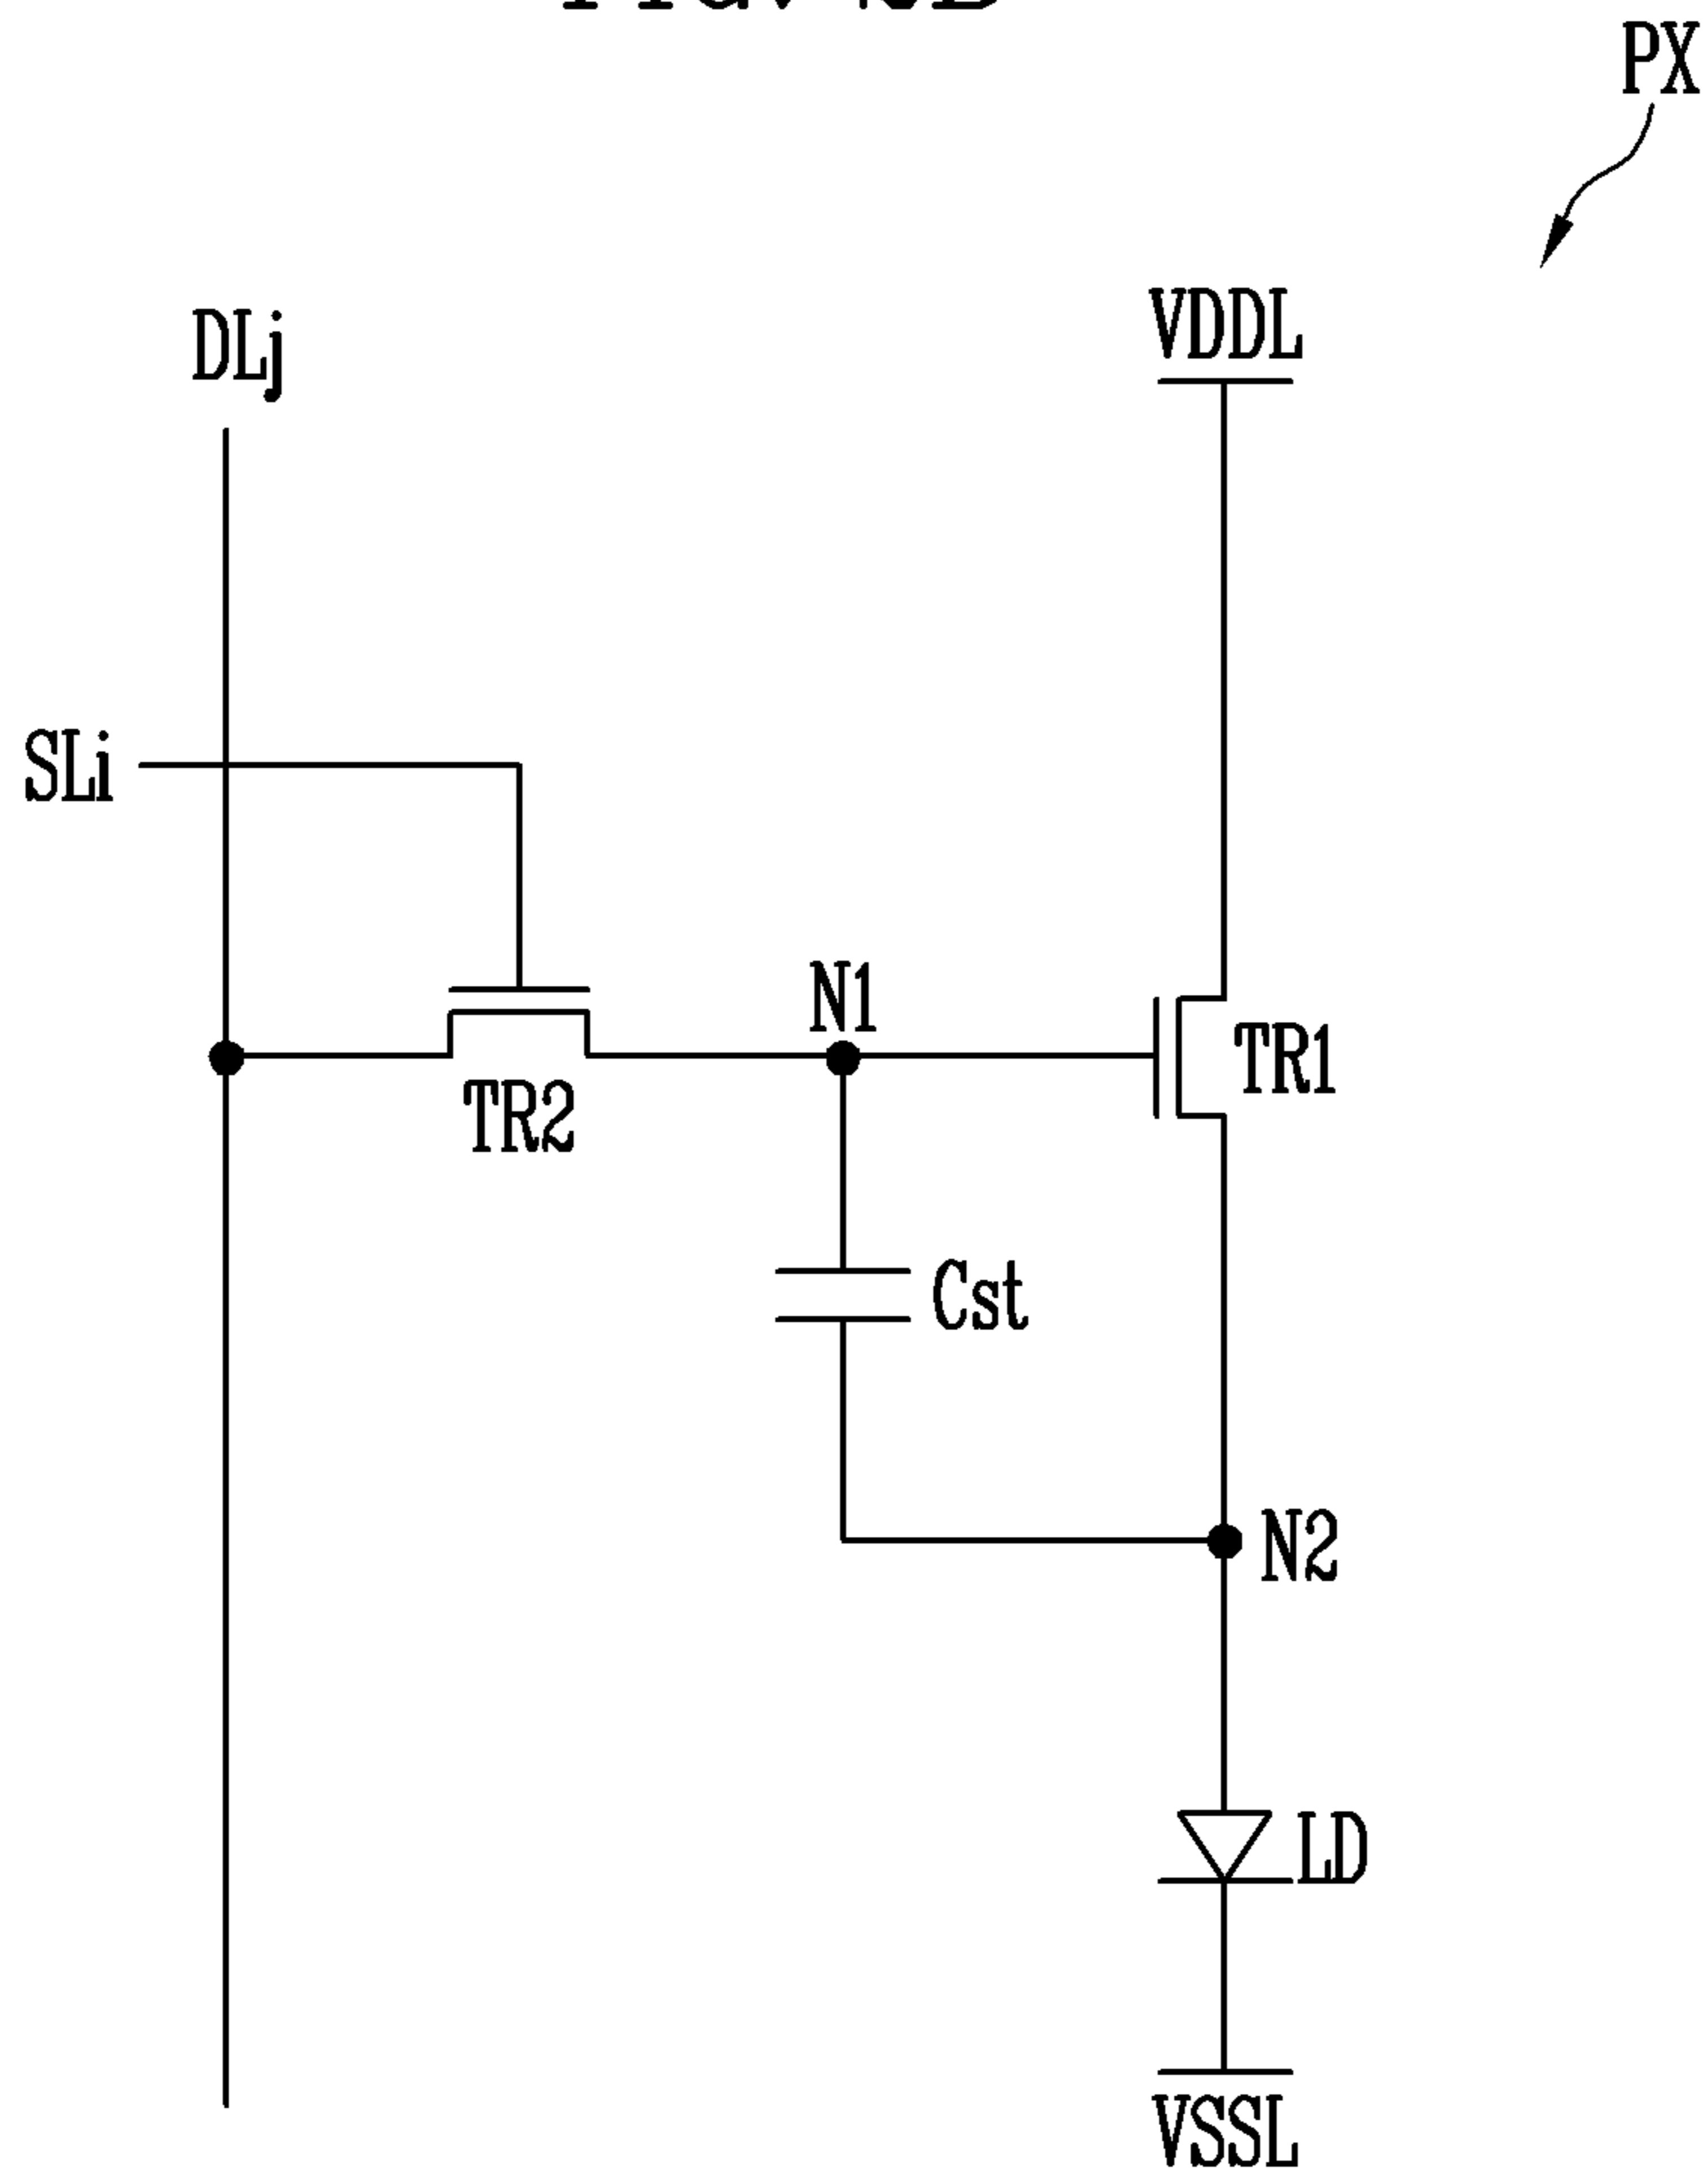 PX
DLj
VDDL
SLi
N1
TR1
TR2
Cst
N2
LD
VSSL